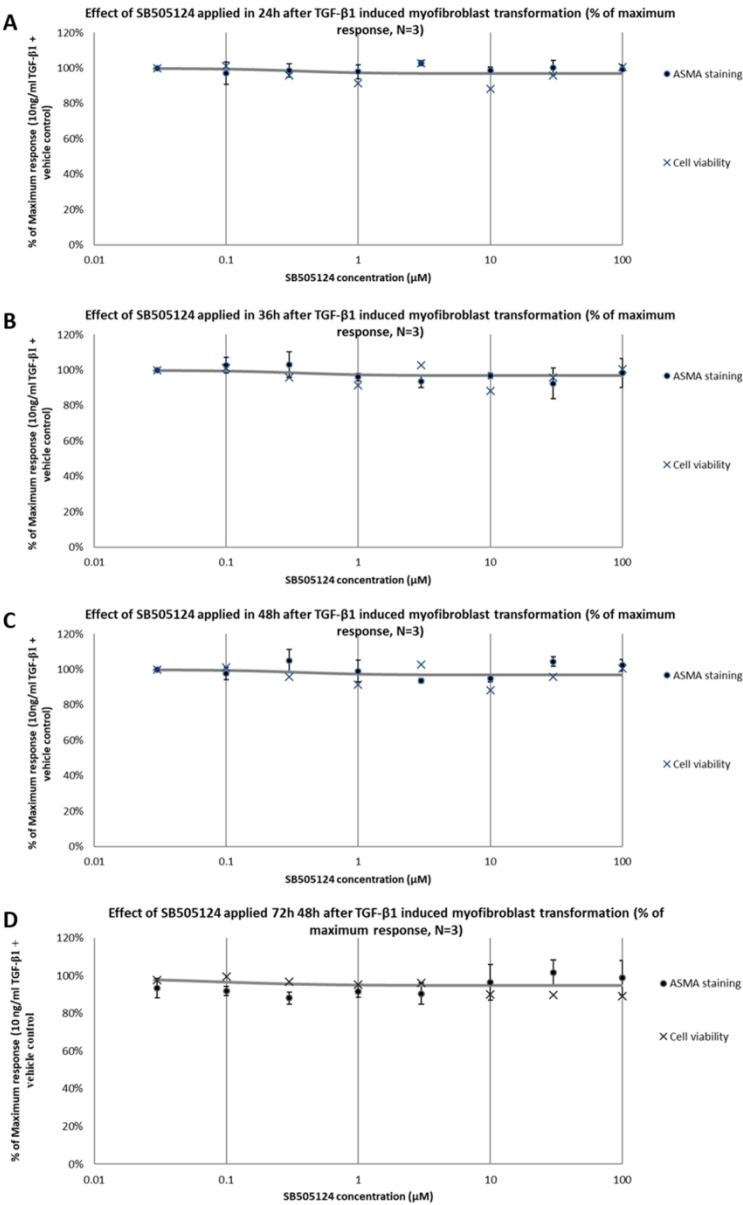 A
Effect of SB505124 applied in 24h after TGF-β1 induced myofibroblast transformation (% of maximum
response, N=3)
% of Maximum response (10ng/ml TGF-β1 +
vehicle control)
120%
100%
80%
60%
40%
20%
0%
0.01
0.1
1
10
100
SB505124 concentration (μM)
ASMA staining
Cell viability
B
Effect of SB505124 applied in 36h after TGF-β1 induced myofibroblast transformation (% of maximum
response, N=3)
% of Maximum response (10ng/ml TGF-β1 +
vehicle control)
120%
100%
80%
60%
40%
20%
0%
0.01
0.1
1
10
100
SB505124 concentration (μM)
ASMA staining
Cell viability
C
Effect of SB505124 applied in 48h after TGF-β1 induced myofibroblast transformation (% of maximum
response, N=3)
% of Maximum response (10ng/ml TGF-β1 +
vehicle control)
120%
100%
80%
60%
40%
20%
0%
0.01
0.1
1
10
100
SB505124 concentration (μM)
ASMA staining
Cell viability
D
Effect of SB505124 applied 72h 48h after TGF-β1 induced myofibroblast transformation (% of
maximum response, N=3)
% of Maximum response (10 ng/ml TGF-β1 +
vehicle control
120%
100%
80%
60%
40%
20%
0%
0.01
0.1
1
10
100
SB505124 concentration (μM)
ASMA staining
Cell viability